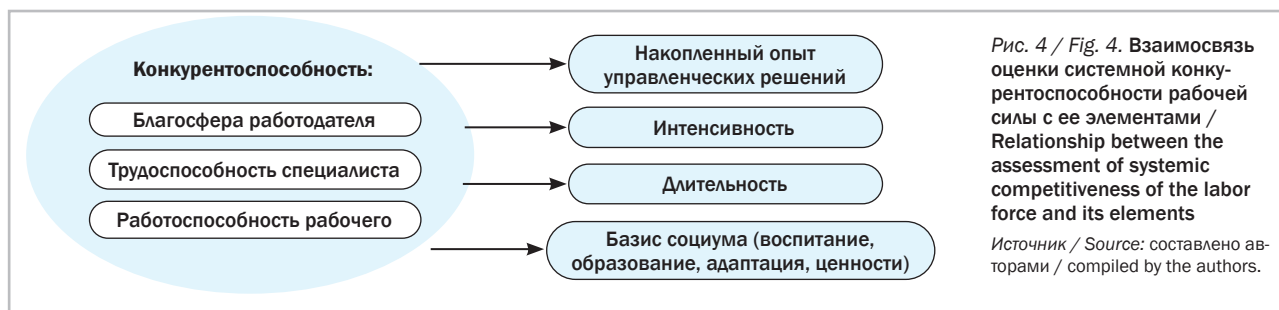 Конкурентоспособность:
Благосфера работодателя
Трудоспособность специалиста
Работоспособность рабочего
Накопленный опыт
управленческих решений
Интенсивность
Длительность
Базис социума (воспитание,
образование, адаптация, ценности)
Рис. 4 / Fig. 4. Взаимосвязь
оценки системной конку-
рентоспособности рабочей
силы с ее элементами /
Relationship between the
assessment of systemic
competitiveness of the labor
force and its elements
Источник / Source: составлено ав-
торами / compiled by the authors.